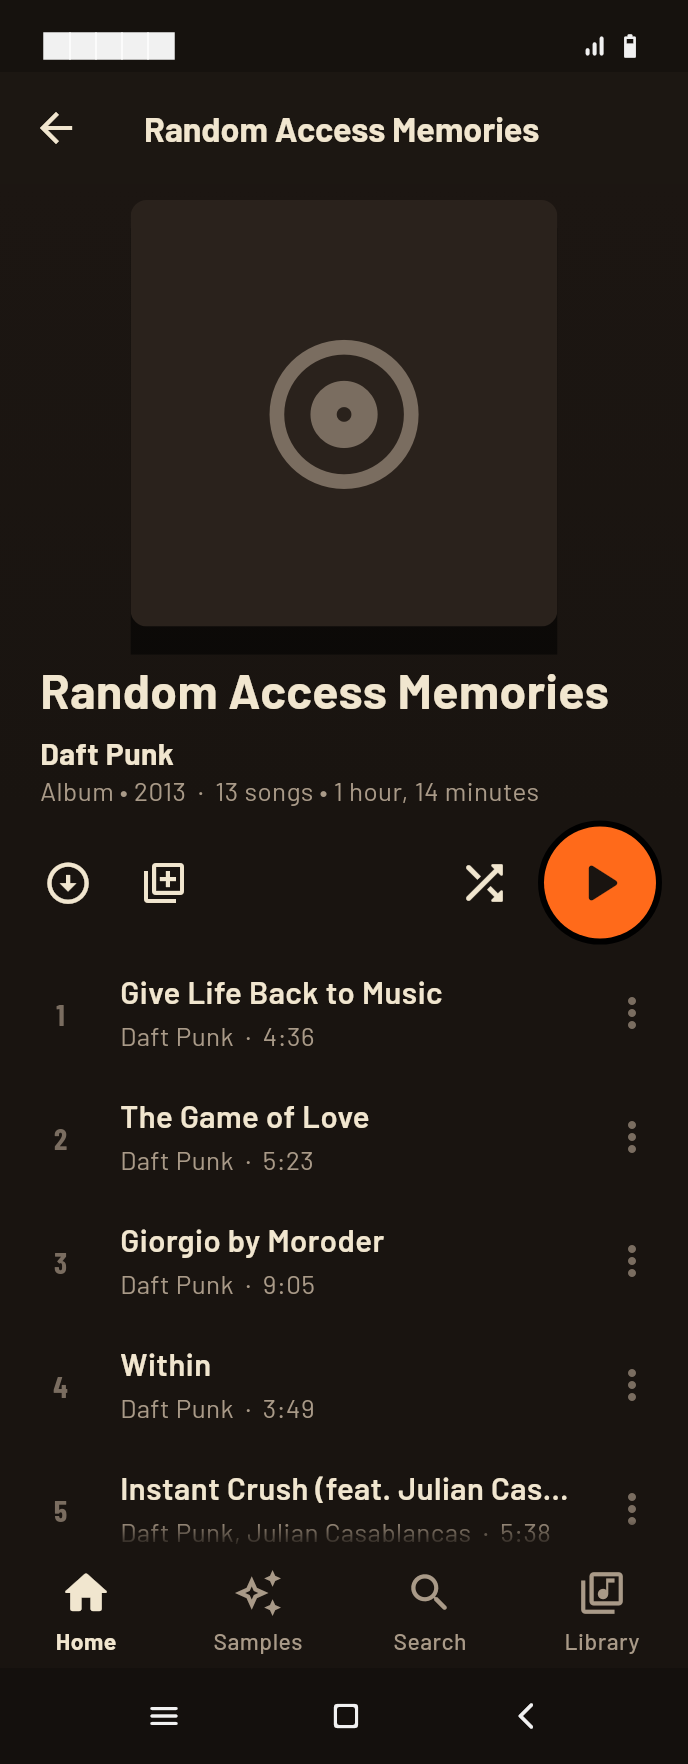 Random Access Memories
Random Access Memories
Daft Punk
Album • 2013 · 13 songs • 1 hour, 14 minutes
1
Give Life Back to Music
Daft Punk · 4:36
2
The Game of Love
Daft Punk · 5:23
3
Giorgio by Moroder
Daft Punk · 9:05
4
Within
Daft Punk · 3:49
5
Instant Crush (feat. Julian Cas...
Daft Punk, Julian Casablancas · 5:38
Home
Samples
Search
Library